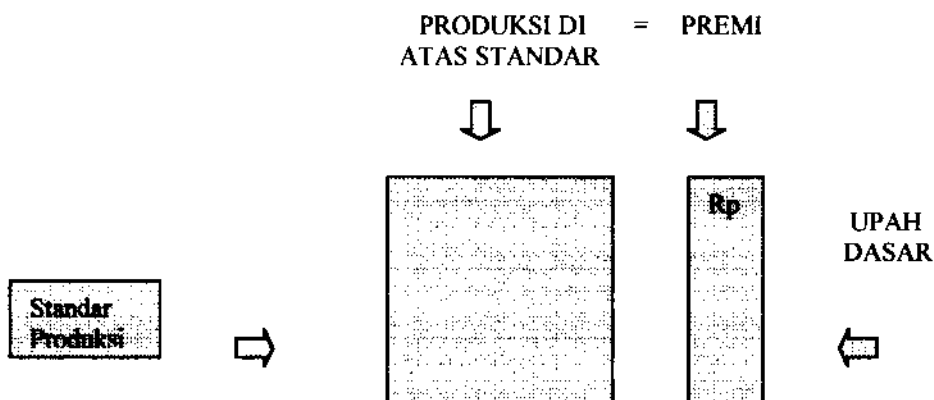 PRODUKSI DI = PREMI
ATAS STANDAR
Rp
UPAH
DASAR
Standar
Produksi